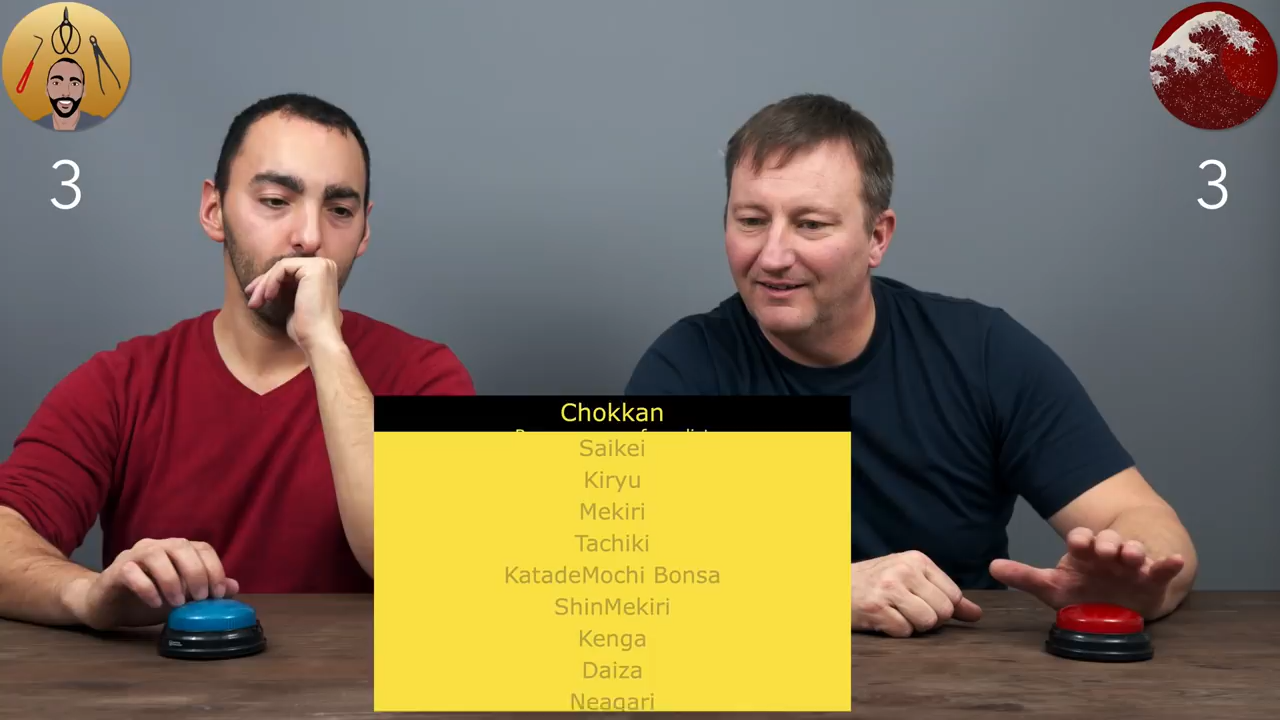 3
3
Chokkan
Saikei
Kiryu
Mekiri
Tachiki
KatadeMochi Bonsa
ShinMekiri
Kenga
Daiza
Neagari